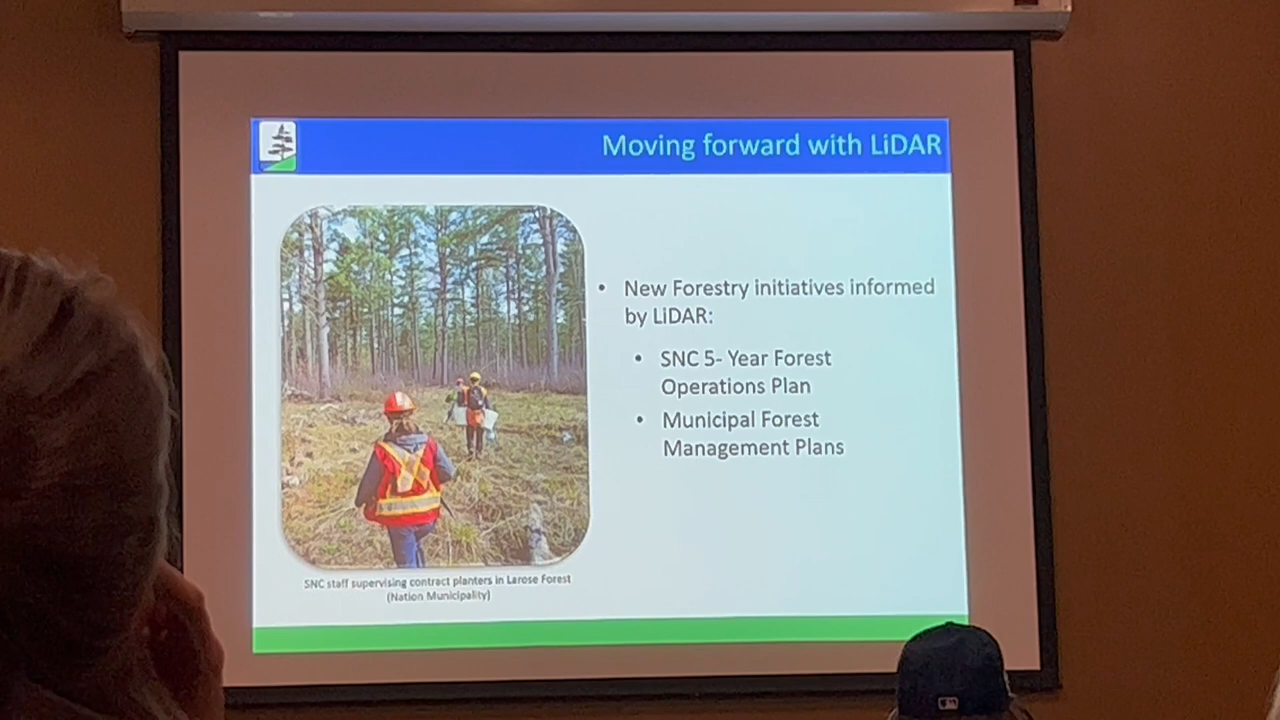 Moving forward with LiDAR
• New Forestry initiatives informed
by LiDAR:
• SNC 5- Year Forest
Operations Plan
• Municipal Forest
Management Plans
SNC staff supervising contract planters in Larose Forest
(Nation Municipality)